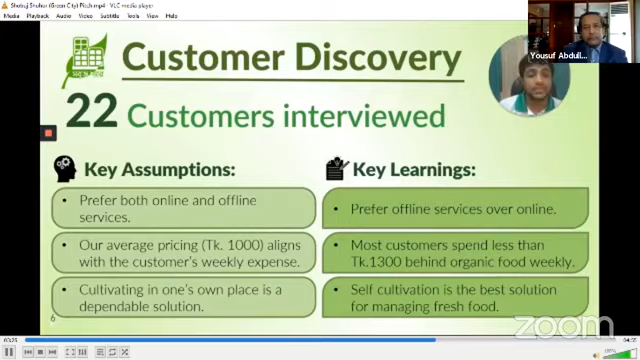 Shobuj Shohor (Green City) Pitch.mp4 - VLC media player
Media Playback Audio Video Subtitle Tools View Help
Yousuf Abdull...
Customer Discovery
22 Customers interviewed
Key Assumptions:
• Prefer both online and offline
services.
• Our average pricing (Tk. 1000) aligns
with the customer's weekly expense.
• Cultivating in one's own place is a
dependable solution.
Key Learnings:
• Prefer offline services over online.
• Most customers spend less than
Tk.1300 behind organic food weekly.
• Self cultivation is the best solution
for managing fresh food.
6
zoom
03:25
100%